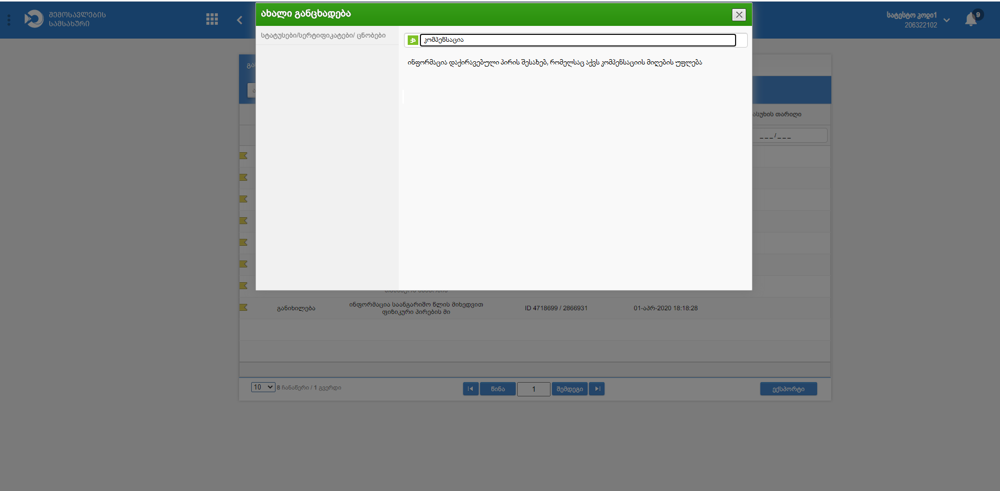 შემოსავლების
სამსახური
სატესტო კოდი1
206322102
9
ახალი განცხადება
სტატუსები/სერტიფიკატები/ ცნობები
კომპენსაცია
ინფორმაცია დაქირავებული პირის შესახებ, რომელსაც აქვს კომპენსაციის მიღების უფლება
ასუხის თარიღი
___/___
განიხილება
ინფორმაცია საანგარიშო წლის მიხედვით
ფიზიკური პირების მი
ID 4718699 / 2866931
01-აპრ-2020 18:18:28
10
8 ჩანაწერი / 1 გვერდი
წინა
1
შემდეგი
ექსპორტი